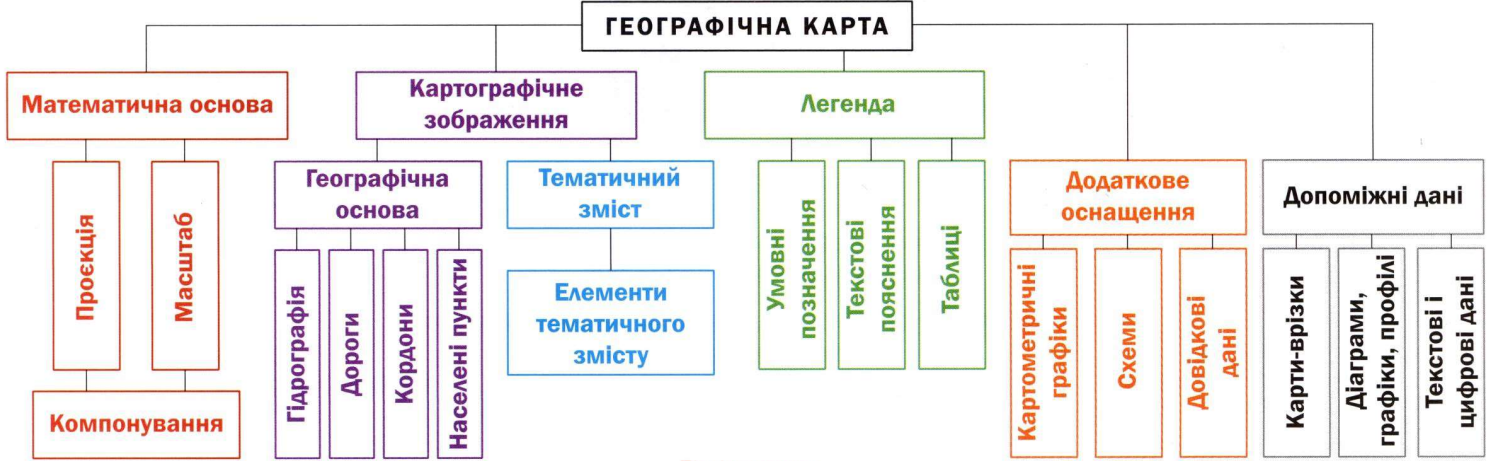 ГЕОГРАФІЧНА КАРТА
Математична основа
Проєкція
Масштаб
Компонування
Картографічне
зображення
Географічна
основа
Гідрографія
Дороги
Кордони
Населені пункти
Тематичний
зміст
Елементи
тематичного
змісту
Легенда
Умовні
позначення
Текстові
пояснення
Таблиці
Додаткове
оснащення
Картометричні
графіки
Схеми
Довідкові
дані
Допоміжні дані
Карти-врізки
Діаграми,
графіки, профілі
Текстові і
цифрові дані